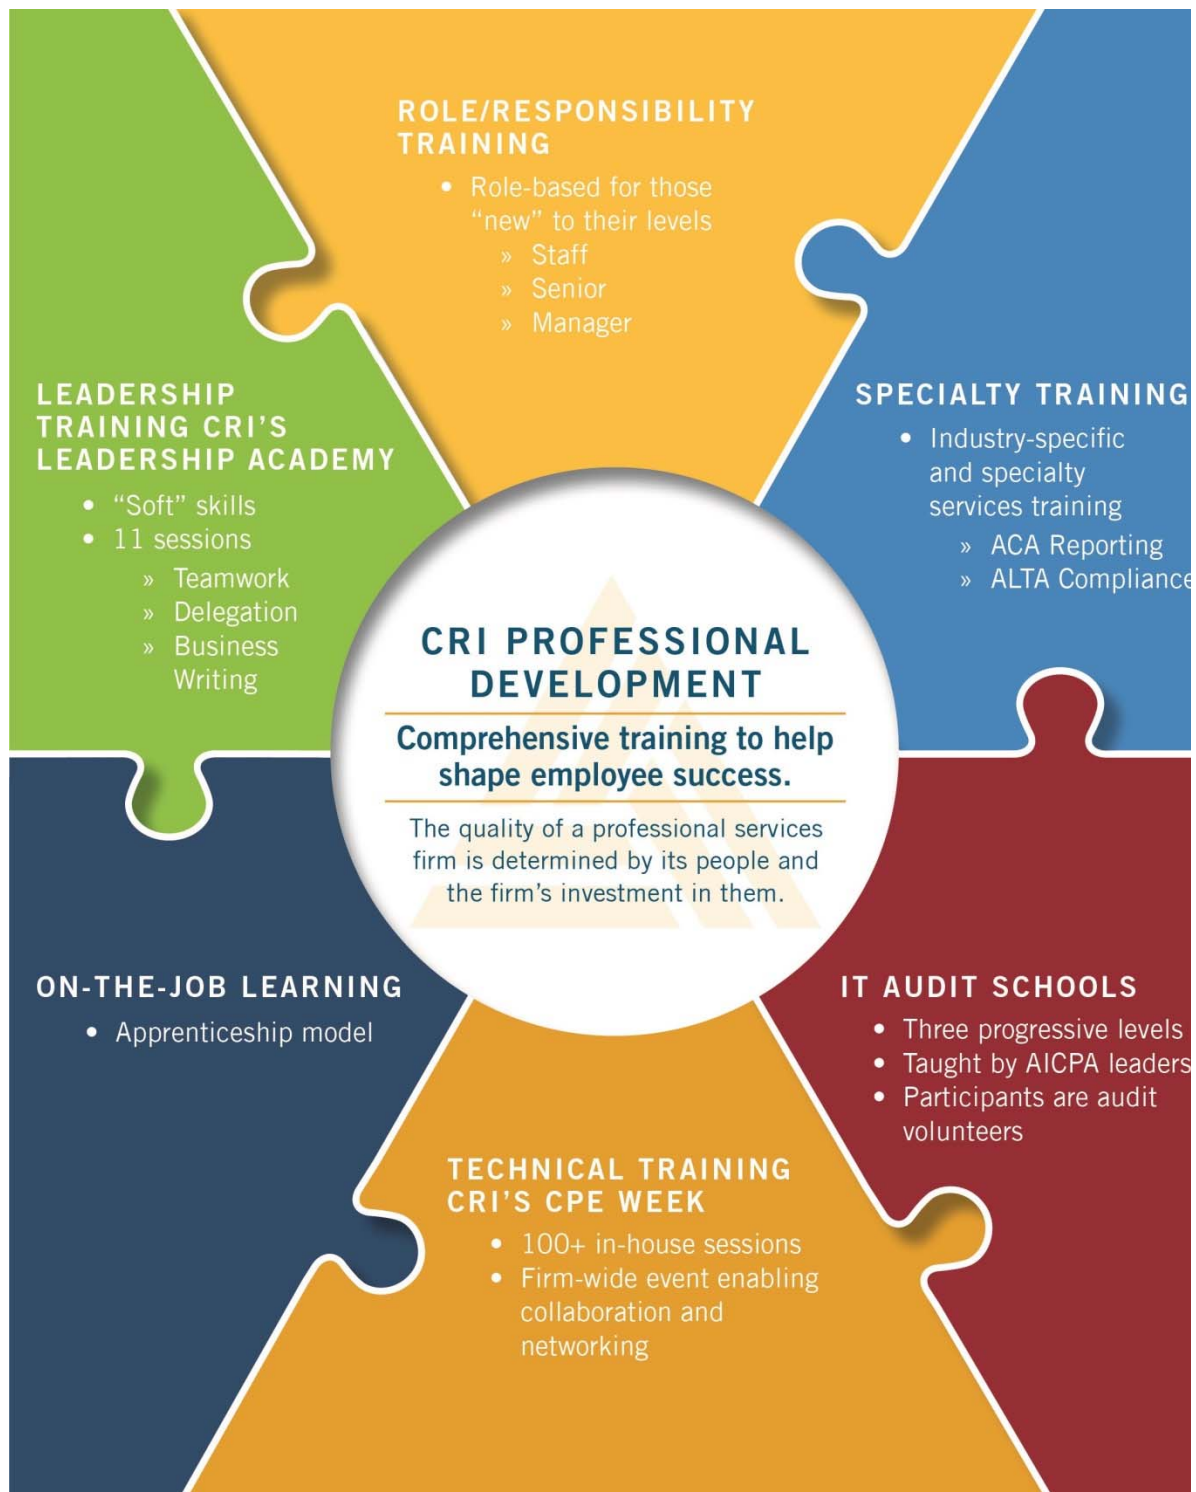 ROLE/RESPONSIBILITY
TRAINING
• Role-based for those
“new” to their levels
» Staff
» Senior
» Manager
LEADERSHIP
TRAINING CRI’S
LEADERSHIP ACADEMY
• “Soft” skills
• 11 sessions
» Teamwork
» Delegation
» Business
Writing
SPECIALTY TRAINING
• Industry-specific
and specialty
services training
» ACA Reporting
» ALTA Compliance
CRI PROFESSIONAL
DEVELOPMENT
Comprehensive training to help
shape employee success.
The quality of a professional services
firm is determined by its people and
the firm’s investment in them.
ON-THE-JOB LEARNING
• Apprenticeship model
IT AUDIT SCHOOLS
• Three progressive levels
• Taught by AICPA leaders
• Participants are audit
volunteers
TECHNICAL TRAINING
CRI’S CPE WEEK
• 100+ in-house sessions
• Firm-wide event enabling
collaboration and
networking